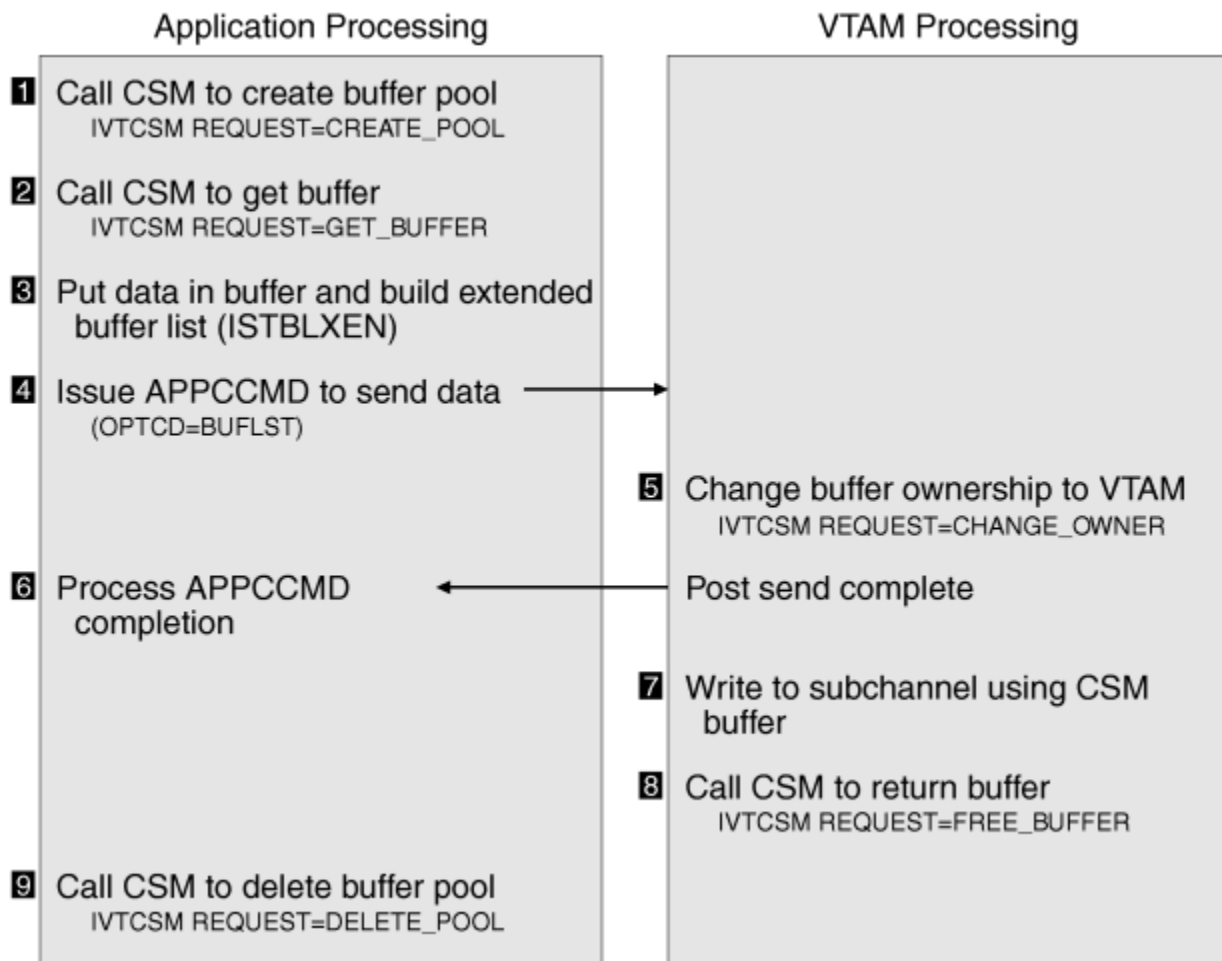 Application Processing
VTAM Processing
1 Call CSM to create buffer pool
IVTCSM REQUEST=CREATE_POOL
2 Call CSM to get buffer
IVTCSM REQUEST=GET_BUFFER
3 Put data in buffer and build extended
buffer list (ISTBLXEN)
4 Issue APPCCMD to send data
(OPTCD=BUFLST)
5 Change buffer ownership to VTAM
IVTCSM REQUEST=CHANGE_OWNER
6 Process APPCCMD
completion
Post send complete
7 Write to subchannel using CSM
buffer
8 Call CSM to return buffer
IVTCSM REQUEST=FREE_BUFFER
9 Call CSM to delete buffer pool
IVTCSM REQUEST=DELETE_POOL